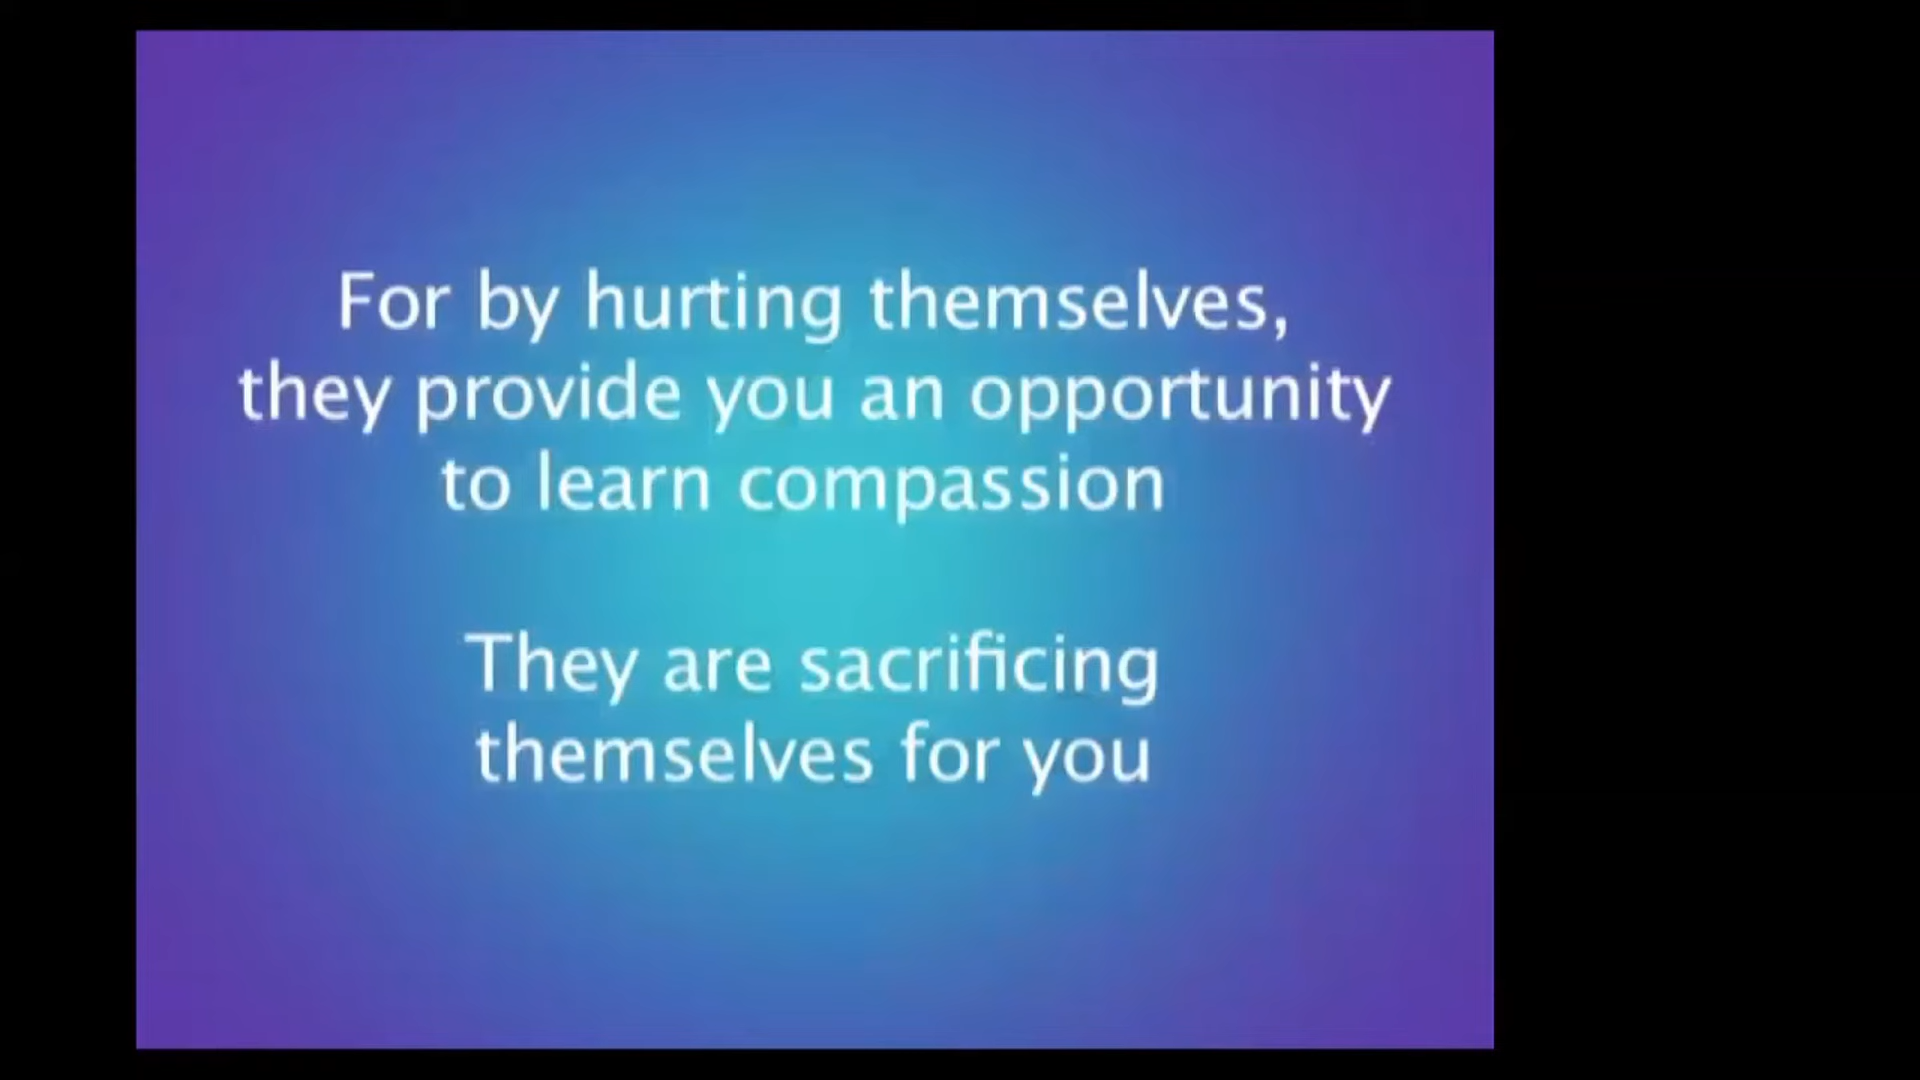 For by hurting themselves,
they provide you an opportunity
to learn compassion
They are sacrificing
themselves for you